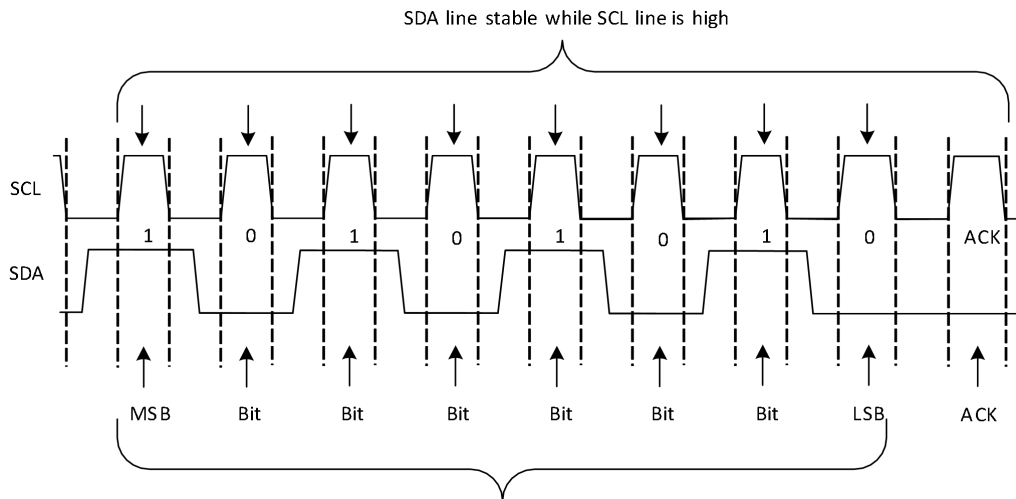 SDA line stable while SCL line is high
SCL
1 0 1 0 1 0 1 0 ACK
SDA
MSB Bit Bit Bit Bit Bit Bit LSB ACK